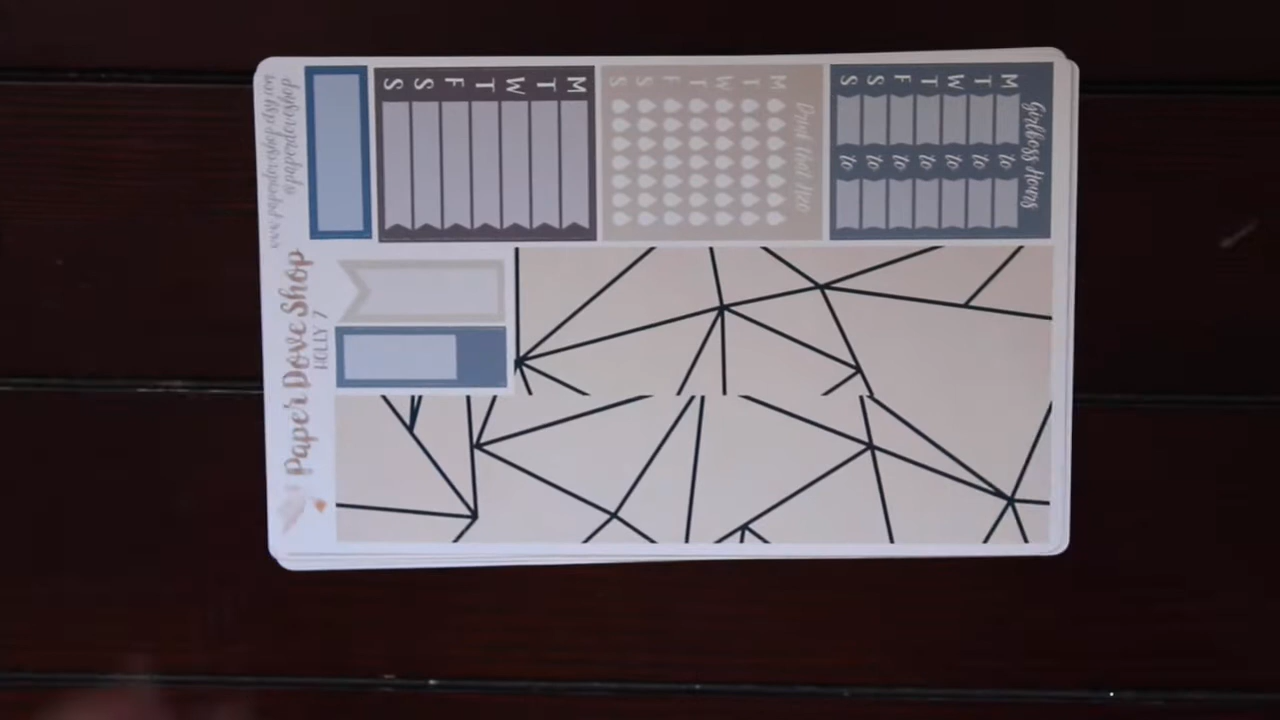 www.paperdoveshop.etsy.com
@paperdoveshop
Paper Dove Shop
HOLLY 7
M T W T F S S
Drink That H2o
M T W T F S S
Girlboss Hours
M T W T F S S
to to to to to to to